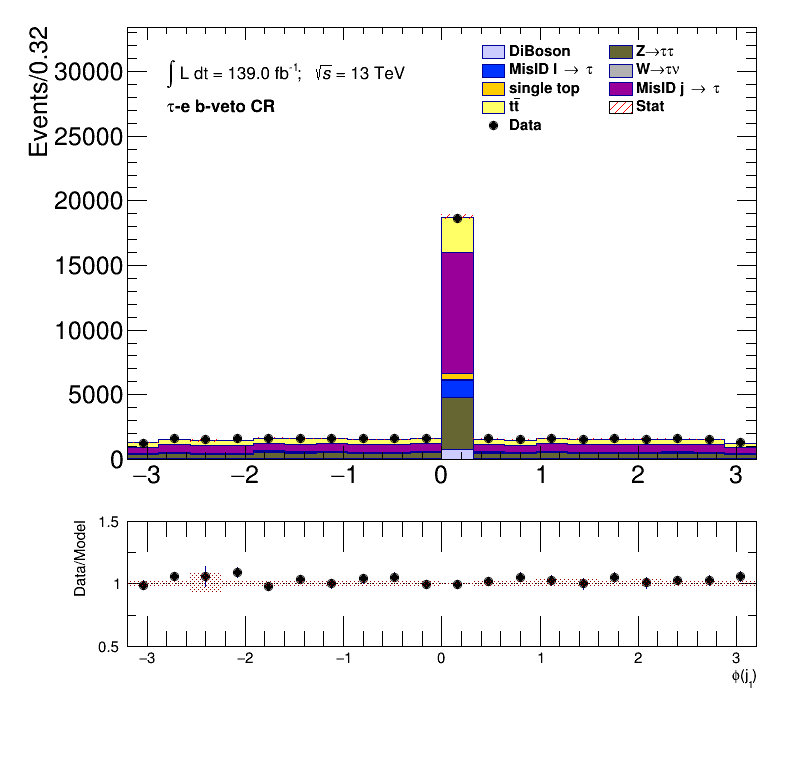 Events/0.32
30000
25000
20000
15000
10000
5000
0
∫ L dt = 139.0 fb⁻¹; √s = 13 TeV
τ-e b-veto CR
DiBoson
MisID l → τ
single top
tt̄
Data
Z→ττ
W→τν
MisID j → τ
Stat
−3 −2 −1 0 1 2 3
Data/Model
1.5
1
0.5
−3 −2 −1 0 1 2 3
φ(j₁)